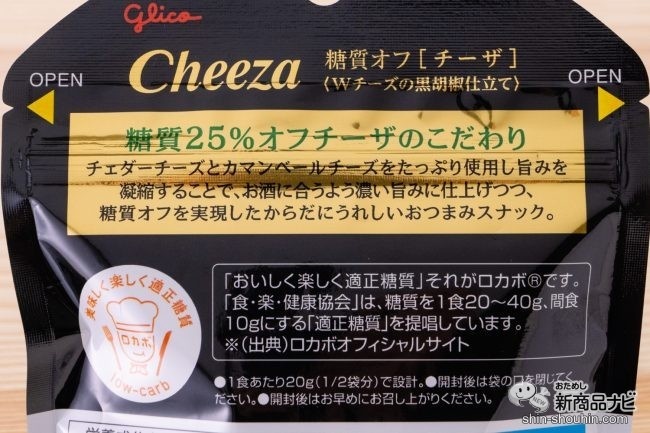 Glico
OPEN
Cheeza
糖質オフ［チーザ］
〈Wチーズの黒胡椒仕立て〉
OPEN
糖質25%オフチーザのこだわり
チェダーチーズとカマンベールチーズをたっぷり使用し旨みを
凝縮することで、お酒に合うよう濃い旨みに仕上げつつ、
糖質オフを実現したからだにうれしいおつまみスナック。
美味しく楽しく適正糖質
ロカボ
low-carb
「おいしく楽しく適正糖質」それがロカボ®です。
「食・楽・健康協会」は、糖質を1食20〜40g、間食
10gにする「適正糖質」を提唱しています。
※(出典)ロカボオフィシャルサイト
●1食あたり20g(1/2袋分)で設計。●開封後は袋の口を閉じてく
ださい。●開封後はお早めにお召し上がりください。
おためし
新商品ナビ
shin-shouhin.com